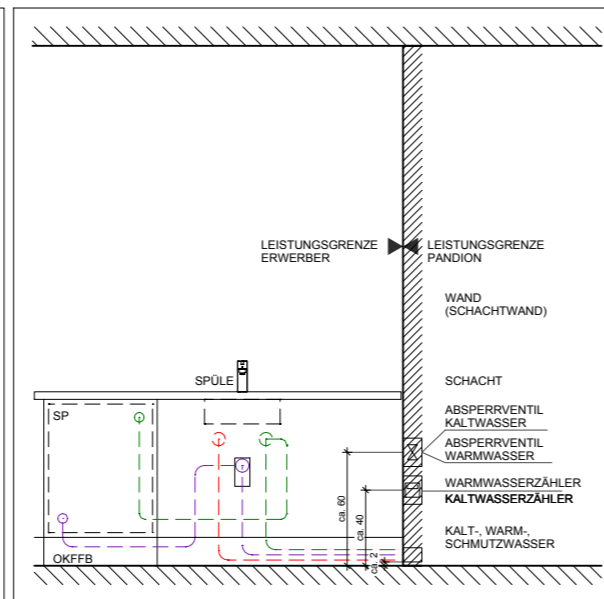 LEISTUNGSGRENZE
ERWERBER
LEISTUNGSGRENZE
PANDION
WAND
(SCHACHTWAND)
SPÜLE
SCHACHT
SP
ABSPERRVENTIL
KALTWASSER
ABSPERRVENTIL
WARMWASSER
WARMWASSERZÄHLER
KALTWASSERZÄHLER
ca. 60
ca. 40
ca. 2
KALT-, WARM-,
SCHMUTZWASSER
OKFFB